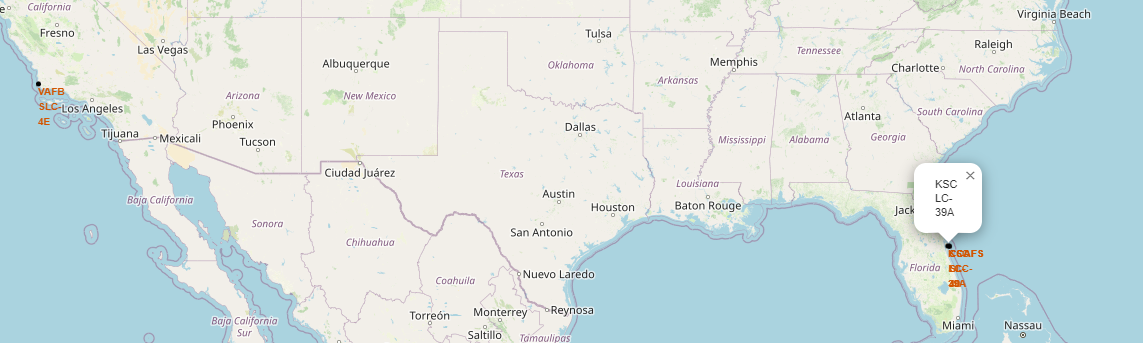 Virginia Beach
Fresno
Tulsa
Las Vegas
Raleigh
Tennessee
Albuquerque
Memphis
Oklahoma
Charlotte
North Carolina
Arkansas
VAFB
SLC-
4E
Arizona
New Mexico
Los Angeles
South Carolina
Atlanta
Phoenix
Dallas
Tijuana
Mexicali
Georgia
Mississippi
Alabama
Tucson
Ciudad Juárez
Texas
KSC
LC-
39A
×
Louisiana
Austin
Baja California
Baton Rouge
Houston
Jack
Sonora
San Antonio
Chihuahua
Florida
Nuevo Laredo
Coahuila
Reynosa
Monterrey
Torreón
Baja California
Sur
Miami
Nassau
Saltillo
Tamaulipas